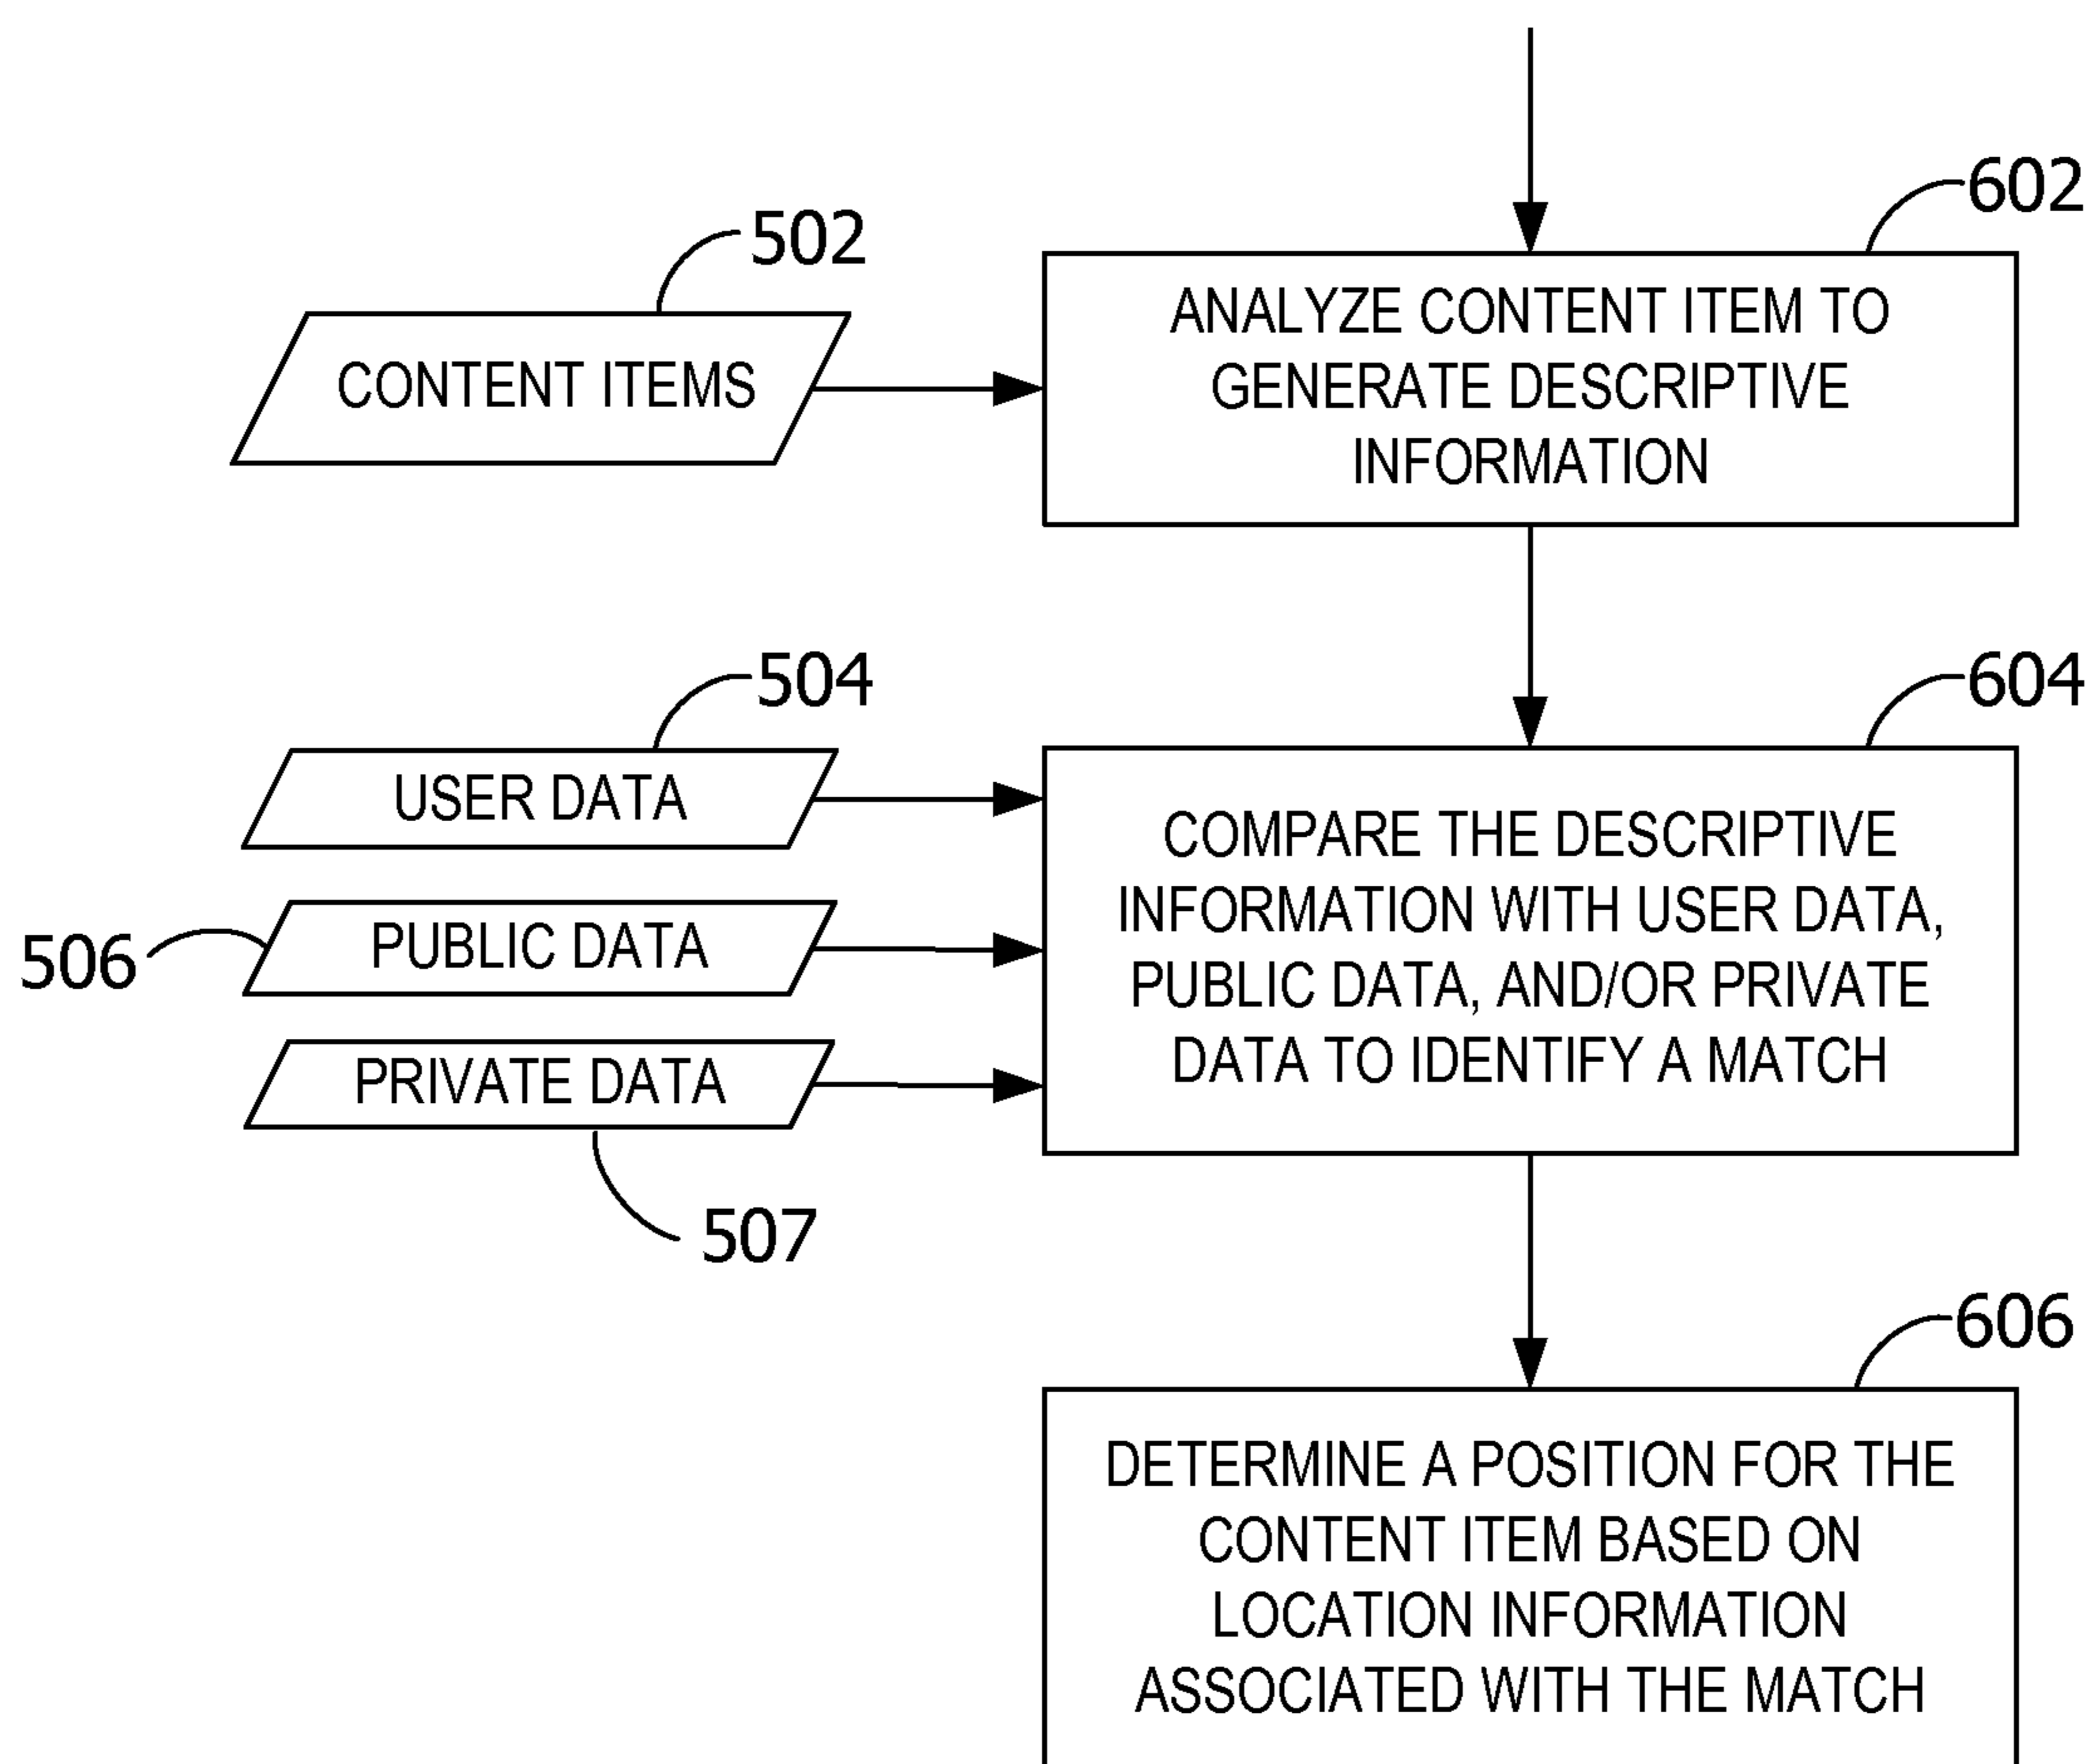 602
502
ANALYZE CONTENT ITEM TO
GENERATE DESCRIPTIVE
INFORMATION
CONTENT ITEMS
504
604
USER DATA
506
PUBLIC DATA
PRIVATE DATA
507
COMPARE THE DESCRIPTIVE
INFORMATION WITH USER DATA,
PUBLIC DATA, AND/OR PRIVATE
DATA TO IDENTIFY A MATCH
606
DETERMINE A POSITION FOR THE
CONTENT ITEM BASED ON
LOCATION INFORMATION
ASSOCIATED WITH THE MATCH